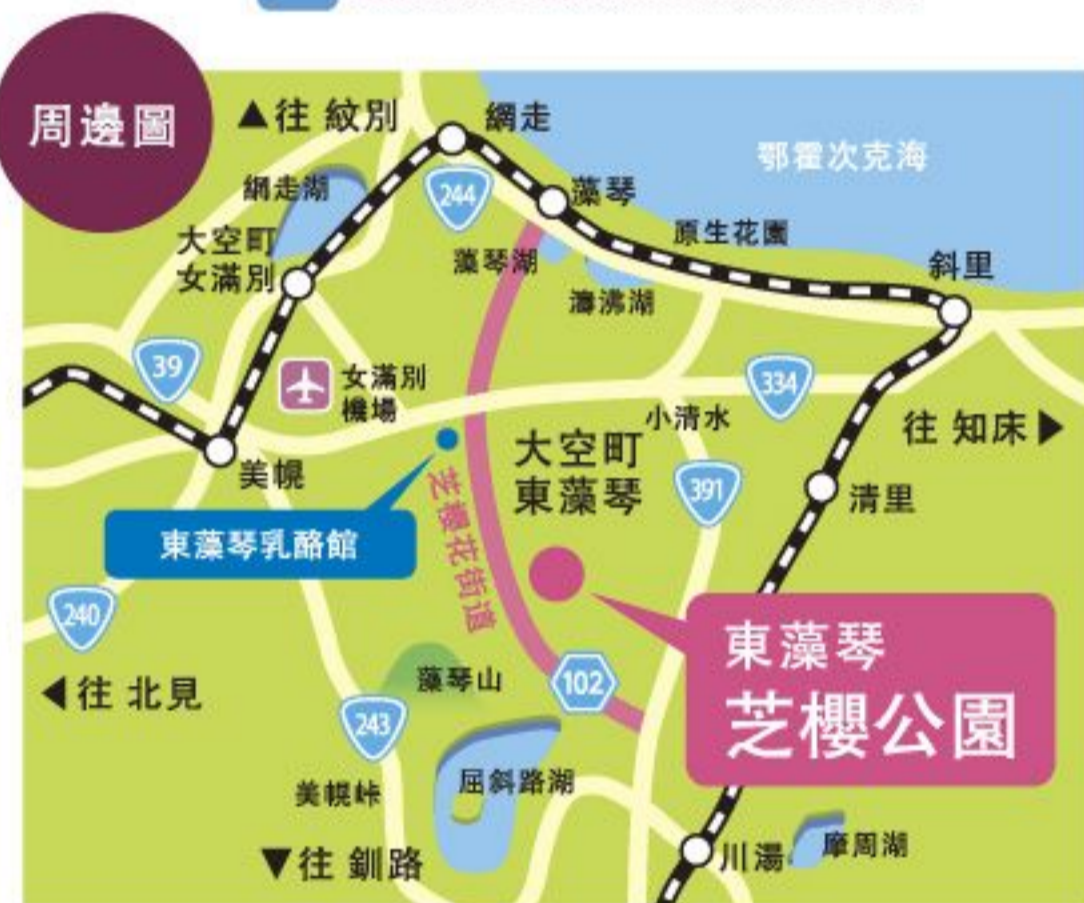 周邊圖
▲往 紋別
網走
鄂霍次克海
網走湖
244
藻琴
原生花園
大空町
女滿別
藻琴湖
濤沸湖
斜里
39
女滿別
機場
334
小清水
往 知床▶
大空町
東藻琴
美幌
芝櫻花街道
391
清里
東藻琴乳酪館
240
東藻琴
芝櫻公園
◀往 北見
藻琴山
102
243
屈斜路湖
美幌峠
▼往 釧路
川湯
摩周湖